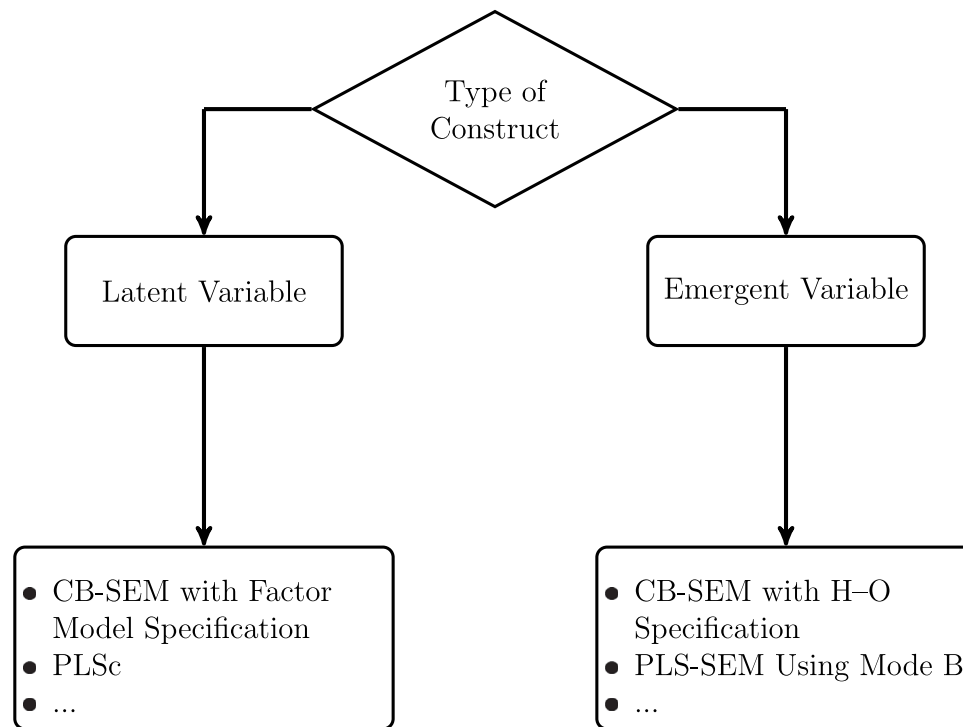 Type of
Construct
Latent Variable
Emergent Variable
• CB-SEM with Factor
Model Specification
• PLSc
• ...
• CB-SEM with H–O
Specification
• PLS-SEM Using Mode B
• ...